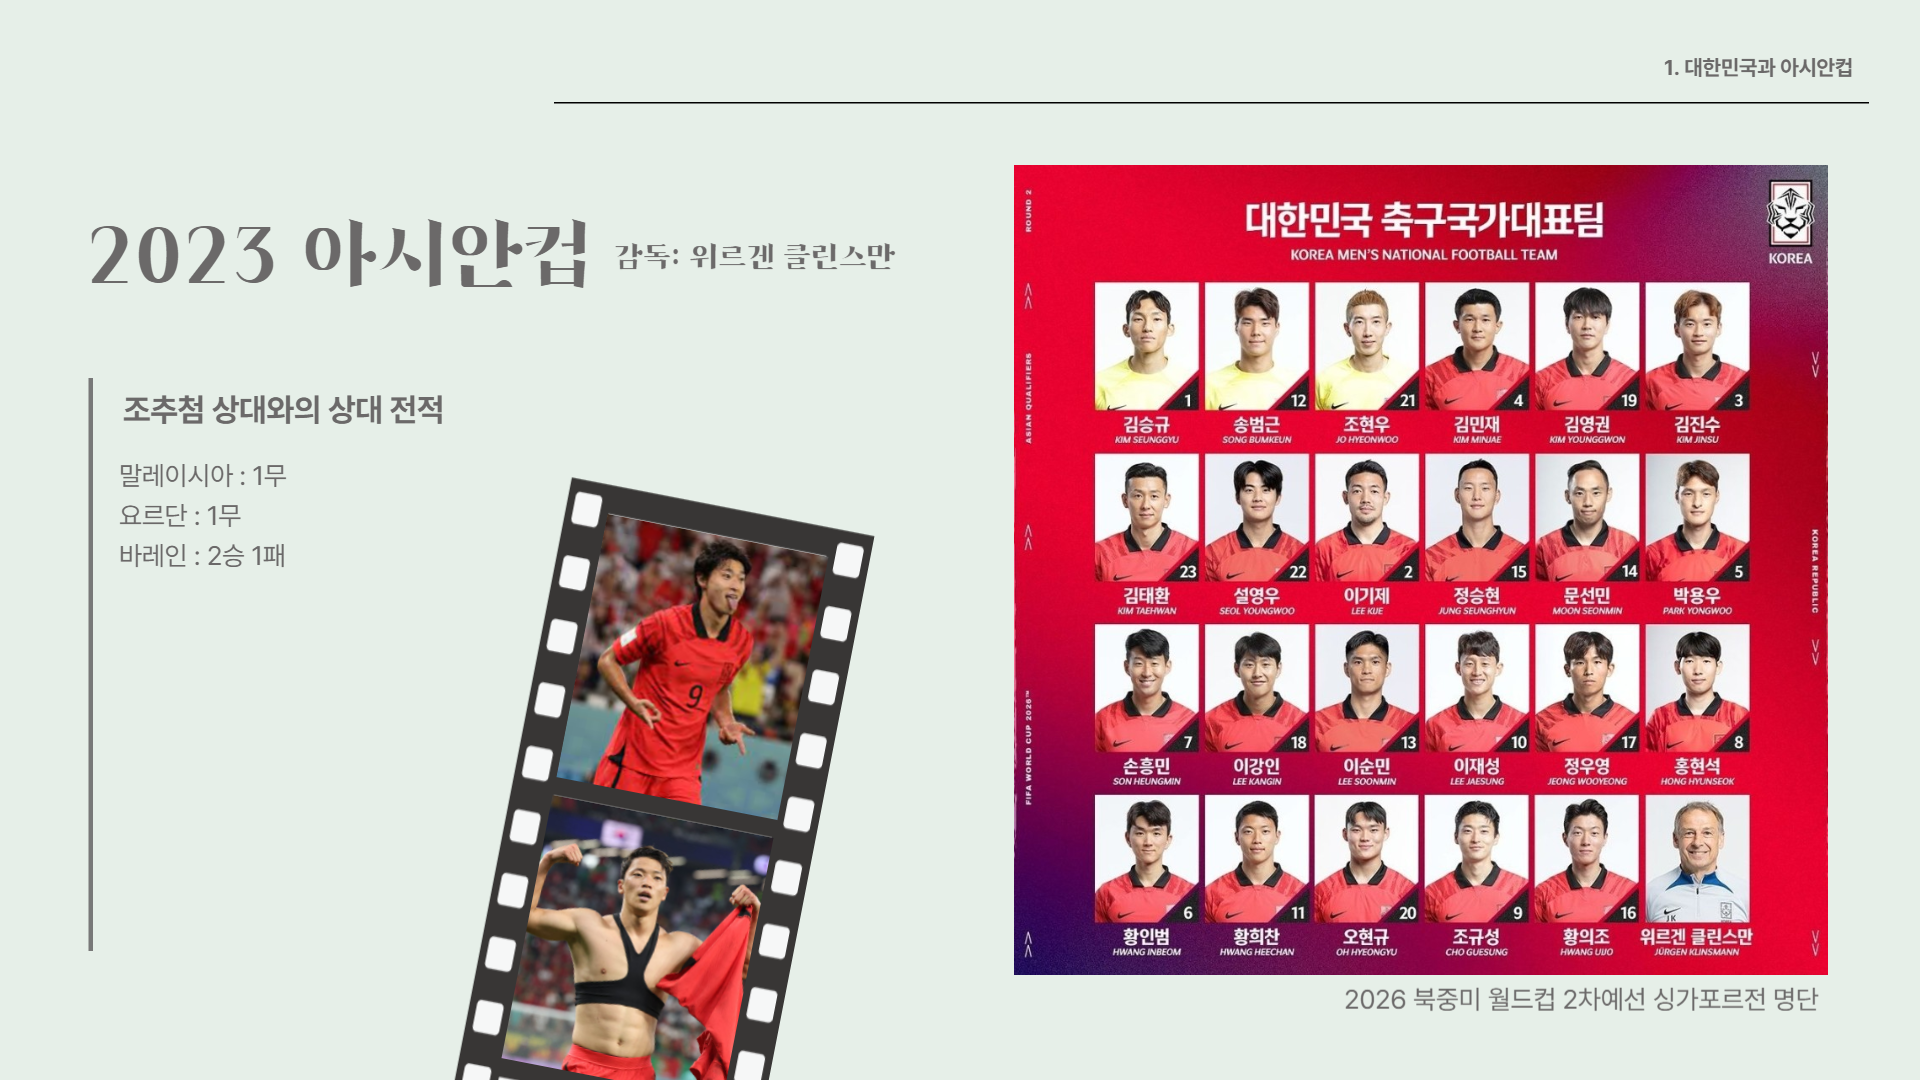 1. 대한민국과 아시안컵
2023 아시안컵 감독: 위르겐 클린스만
조추첨 상대와의 상대 전적
말레이시아 : 1무
요르단 : 1무
바레인 : 2승 1패
9
ROUND 2
ASIAN QUALIFIERS
FIFA WORLD CUP 2026™
대한민국 축구국가대표팀
KOREA MEN'S NATIONAL FOOTBALL TEAM
KOREA
KOREA REPUBLIC
1 12 21 4 19 3
김승규 송범근 조현우 김민재 김영권 김진수
KIM SEUNGGYU SONG BUMKEUN JO HYEONWOO KIM MINJAE KIM YOUNGGWON KIM JINSU
23 22 2 15 14 5
김태환 설영우 이기제 정승현 문선민 박용우
KIM TAEHWAN SEOL YOUNGWOO LEE KIJE JUNG SEUNGHYUN MOON SEONMIN PARK YONGWOO
7 18 13 10 17 8
손흥민 이강인 이순민 이재성 정우영 홍현석
SON HEUNGMIN LEE KANGIN LEE SOONMIN LEE JAESUNG JEONG WOOYEONG HONG HYUNSEOK
JK
6 11 20 9 16
황인범 황희찬 오현규 조규성 황의조 위르겐 클린스만
HWANG INBEOM HWANG HEECHAN OH HYEONGYU CHO GUESUNG HWANG UIJO JÜRGEN KLINSMANN
2026 북중미 월드컵 2차예선 싱가포르전 명단